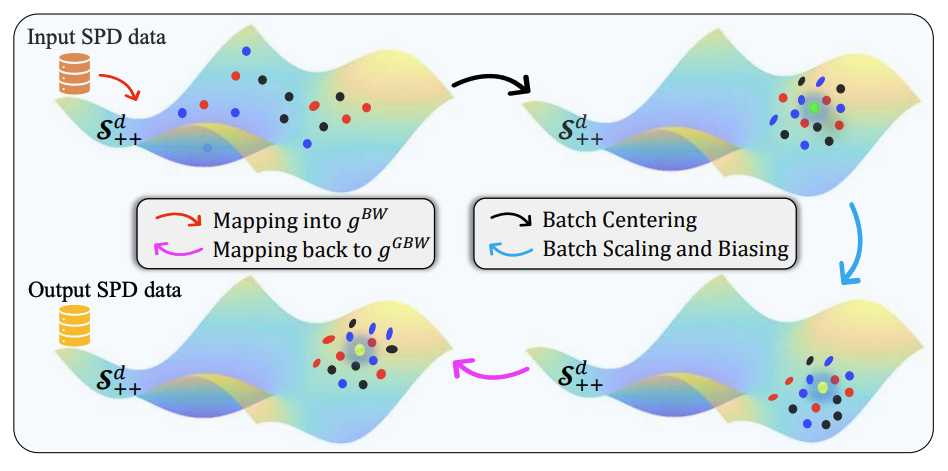 Input SPD data
𝓢^d_++
𝓢^d_++
Mapping into g^BW
Mapping back to g^GBW
Batch Centering
Batch Scaling and Biasing
Output SPD data
𝓢^d_++
𝓢^d_++